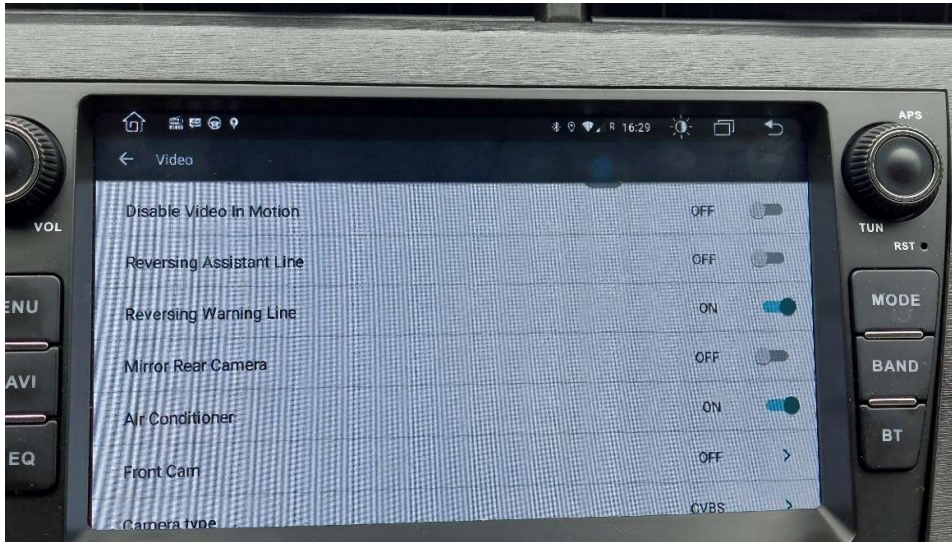 APS
R 16:29
Video
VOL
TUN
RST
Disable Video In Motion OFF
Reversing Assistant Line OFF
Reversing Warning Line ON
Mirror Rear Camera OFF
Air Conditioner ON
Front Cam OFF
Camera type CVBS
ENU
AVI
EQ
MODE
BAND
BT